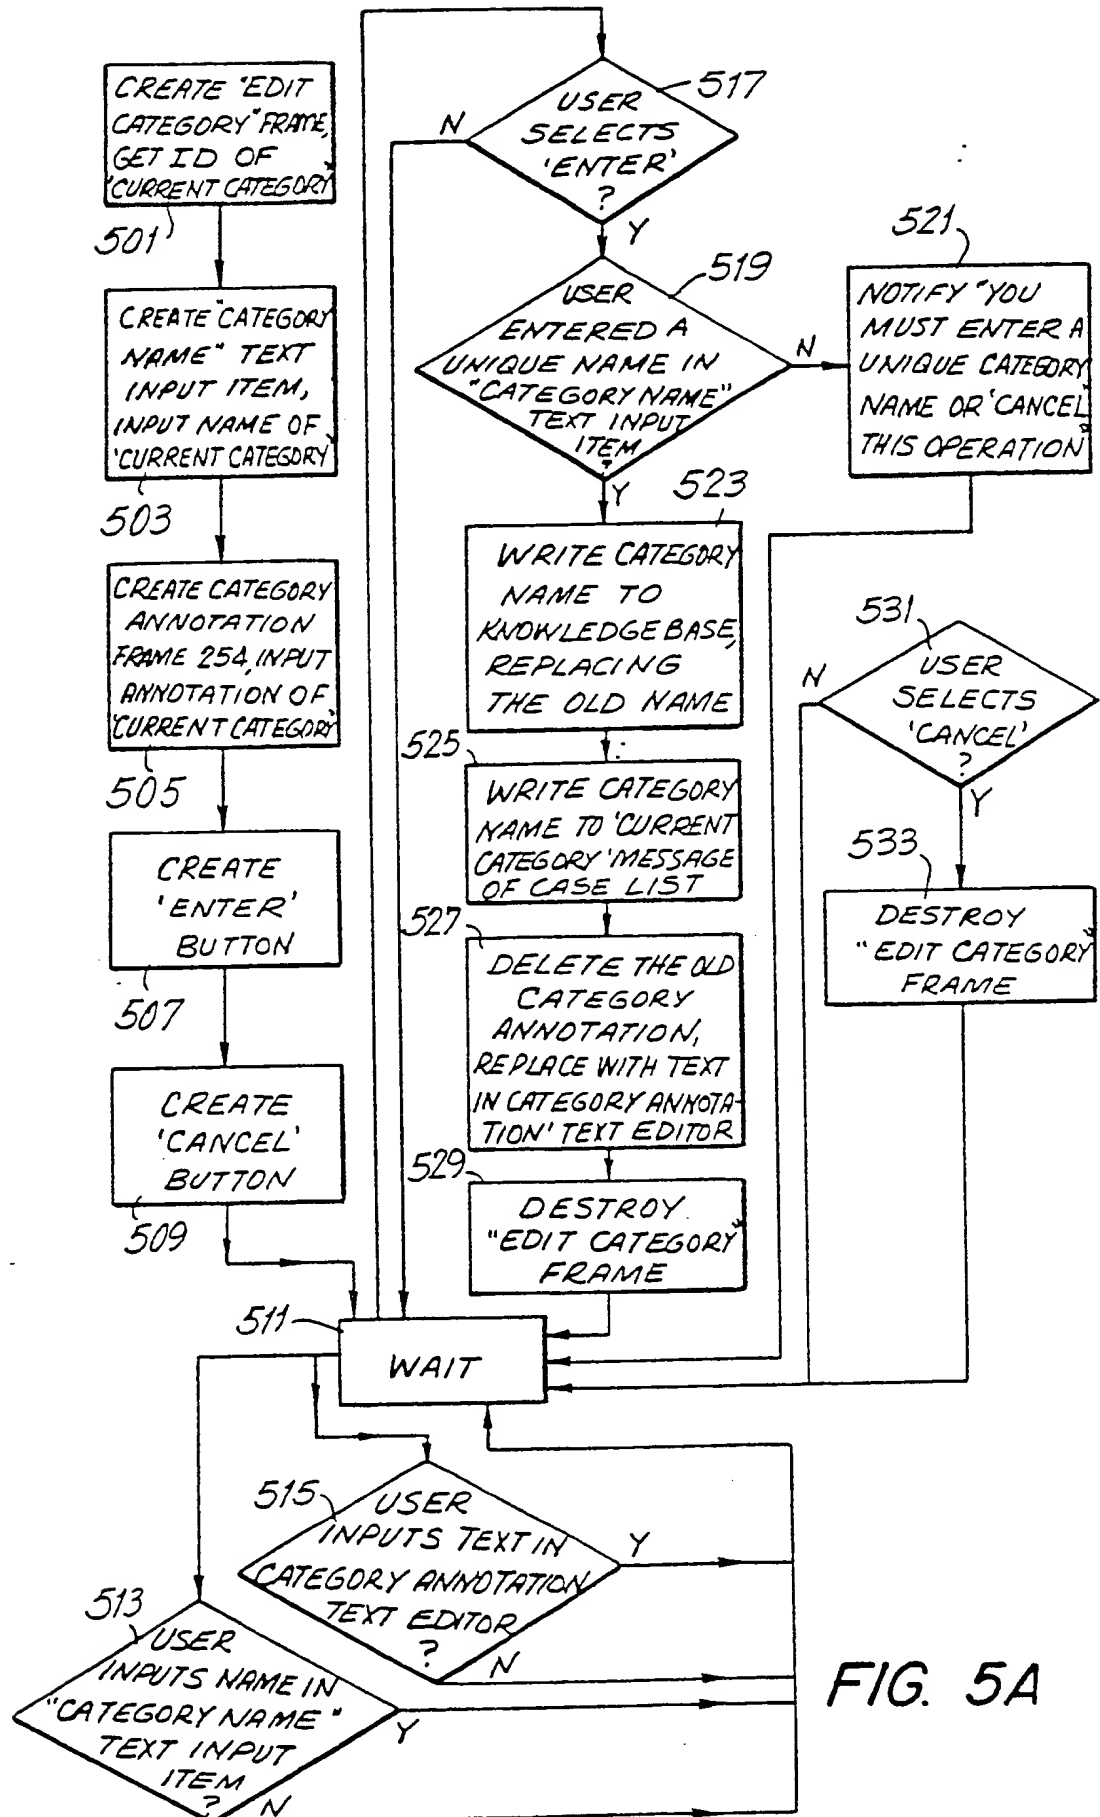 CREATE "EDIT
CATEGORY" FRAME,
GET ID OF
'CURRENT CATEGORY"
501
CREATE "CATEGORY
NAME" TEXT
INPUT ITEM,
INPUT NAME OF
'CURRENT CATEGORY"
503
CREATE CATEGORY
ANNOTATION
FRAME 254, INPUT
ANNOTATION OF
'CURRENT CATEGORY"
505
CREATE
'ENTER'
BUTTON
507
CREATE
'CANCEL'
BUTTON
509
511
WAIT
517
USER
SELECTS
'ENTER'
?
N
Y
519
USER
ENTERED A
UNIQUE NAME IN
"CATEGORY NAME"
TEXT INPUT
ITEM
?
N
Y
521
NOTIFY "YOU
MUST ENTER A
UNIQUE CATEGORY
NAME OR 'CANCEL"
THIS OPERATION"
523
WRITE CATEGORY
NAME TO
KNOWLEDGE BASE,
REPLACING
THE OLD NAME
525
WRITE CATEGORY
NAME TO 'CURRENT
CATEGORY' MESSAGE
OF CASE LIST
527
DELETE THE OLD
CATEGORY
ANNOTATION,
REPLACE WITH TEXT
IN CATEGORY ANNOTA-
TION' TEXT EDITOR
529
DESTROY
"EDIT CATEGORY"
FRAME
531
USER
SELECTS
'CANCEL'
?
N
Y
533
DESTROY
"EDIT CATEGORY"
FRAME
515
USER
INPUTS TEXT IN
CATEGORY ANNOTATION
TEXT EDITOR
?
Y
N
513
USER
INPUTS NAME IN
"CATEGORY NAME"
TEXT INPUT
ITEM
?
Y
N
FIG. 5A